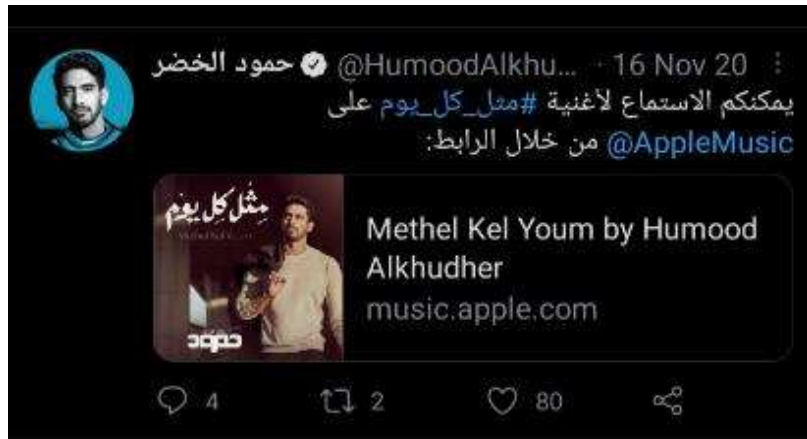 حمود الخضر @HumoodAlkhu... · 16 Nov 20
يمكنكم الاستماع لأغنية #مثل_كل_يوم على
@AppleMusic من خلال الرابط:
مثل كل يوم
Methel Kel Youm by Humood
Alkhudher
music.apple.com
حمود
4 2 80